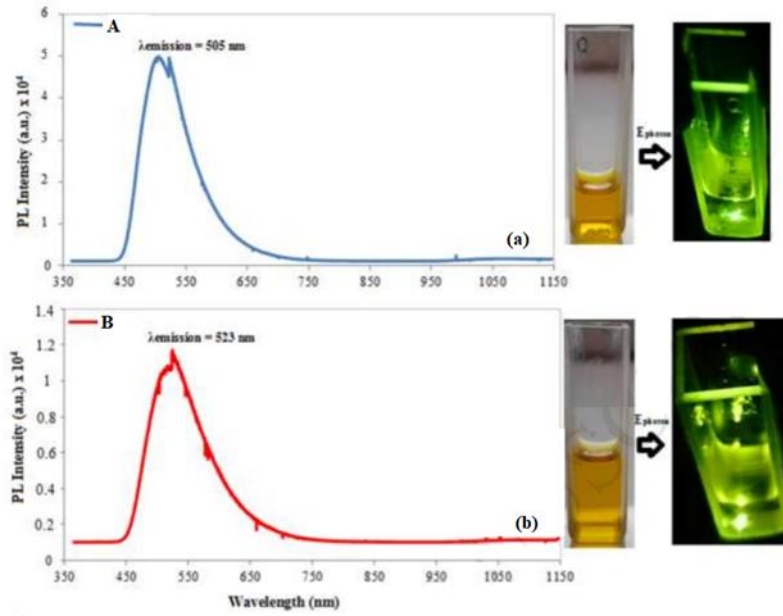 A
λemission = 505 nm
PL Intensity (a.u.) x 10⁴
6
5
4
3
2
1
0
350 450 550 650 750 850 950 1050 1150
(a)
E photon
B
λemission = 523 nm
PL Intensity (a.u.) x 10⁴
1.4
1.2
1
0.8
0.6
0.4
0.2
0
350 450 550 650 750 850 950 1050 1150
(b)
E photon
Wavelength (nm)